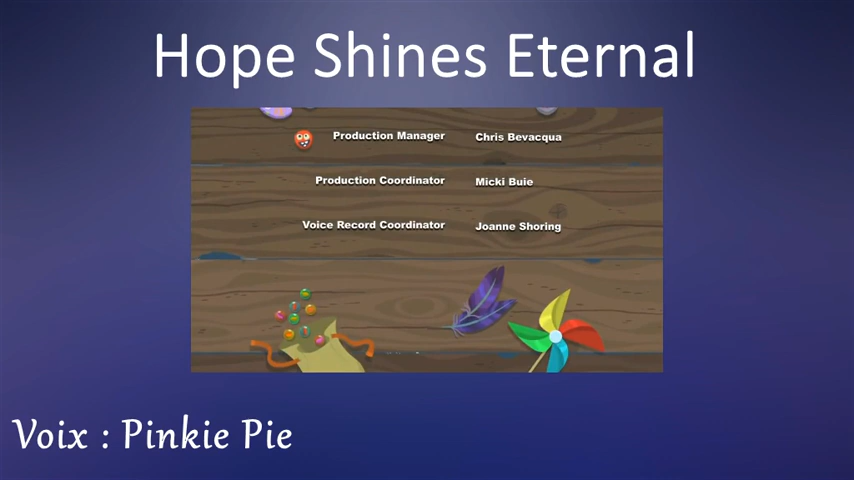 Hope Shines Eternal
Production Manager Chris Bevacqua
Production Coordinator Micki Buie
Voice Record Coordinator Joanne Shoring
Voix : Pinkie Pie